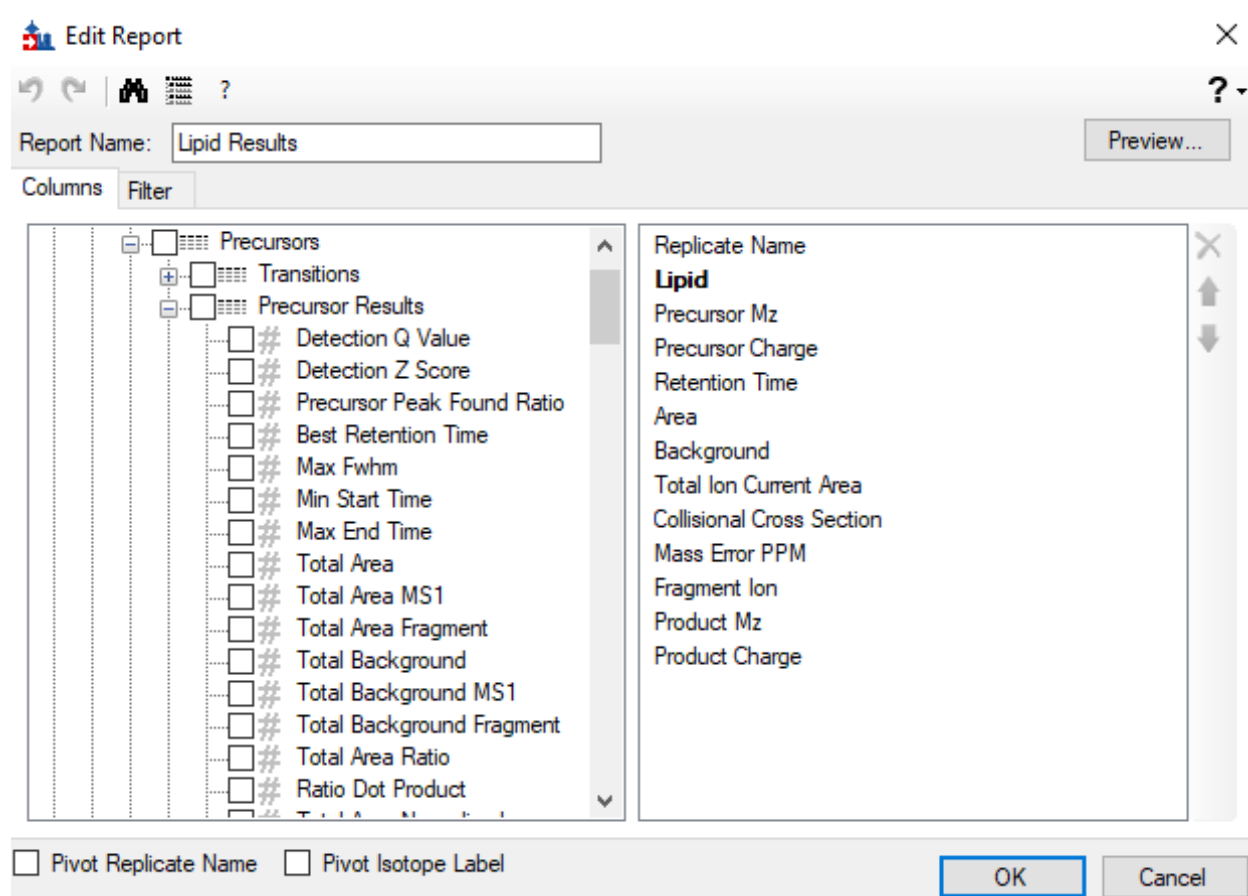 Edit Report
?
?
Report Name: Lipid Results
Preview...
Columns Filter
Precursors
Transitions
Precursor Results
Detection Q Value
Detection Z Score
Precursor Peak Found Ratio
Best Retention Time
Max Fwhm
Min Start Time
Max End Time
Total Area
Total Area MS1
Total Area Fragment
Total Background
Total Background MS1
Total Background Fragment
Total Area Ratio
Ratio Dot Product
Replicate Name
Lipid
Precursor Mz
Precursor Charge
Retention Time
Area
Background
Total Ion Current Area
Collisional Cross Section
Mass Error PPM
Fragment Ion
Product Mz
Product Charge
Pivot Replicate Name Pivot Isotope Label
OK Cancel